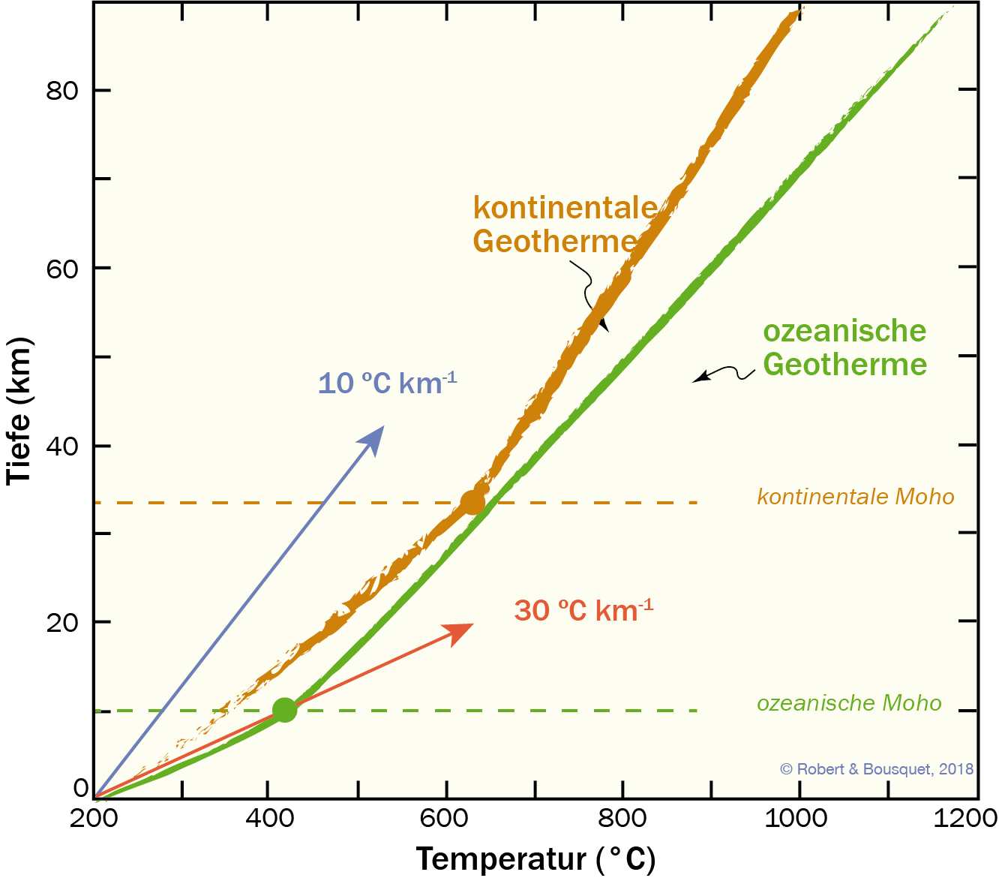 80
kontinentale
Geotherme
60
ozeanische
Geotherme
10 °C km-1
Tiefe (km)
40
kontinentale Moho
30 °C km-1
20
ozeanische Moho
© Robert & Bousquet, 2018
0
200 400 600 800 1000 1200
Temperatur (°C)